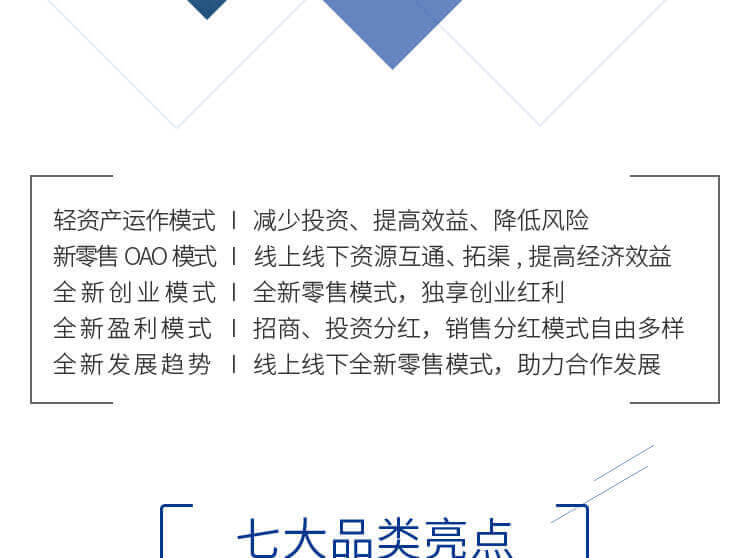 轻资产运作模式 | 减少投资、提高效益、降低风险
新零售 OAO 模式 | 线上线下资源互通、拓渠，提高经济效益
全新创业模式 | 全新零售模式，独享创业红利
全新盈利模式 | 招商、投资分红，销售分红模式自由多样
全新发展趋势 | 线上线下全新零售模式，助力合作发展
七大品类亮点